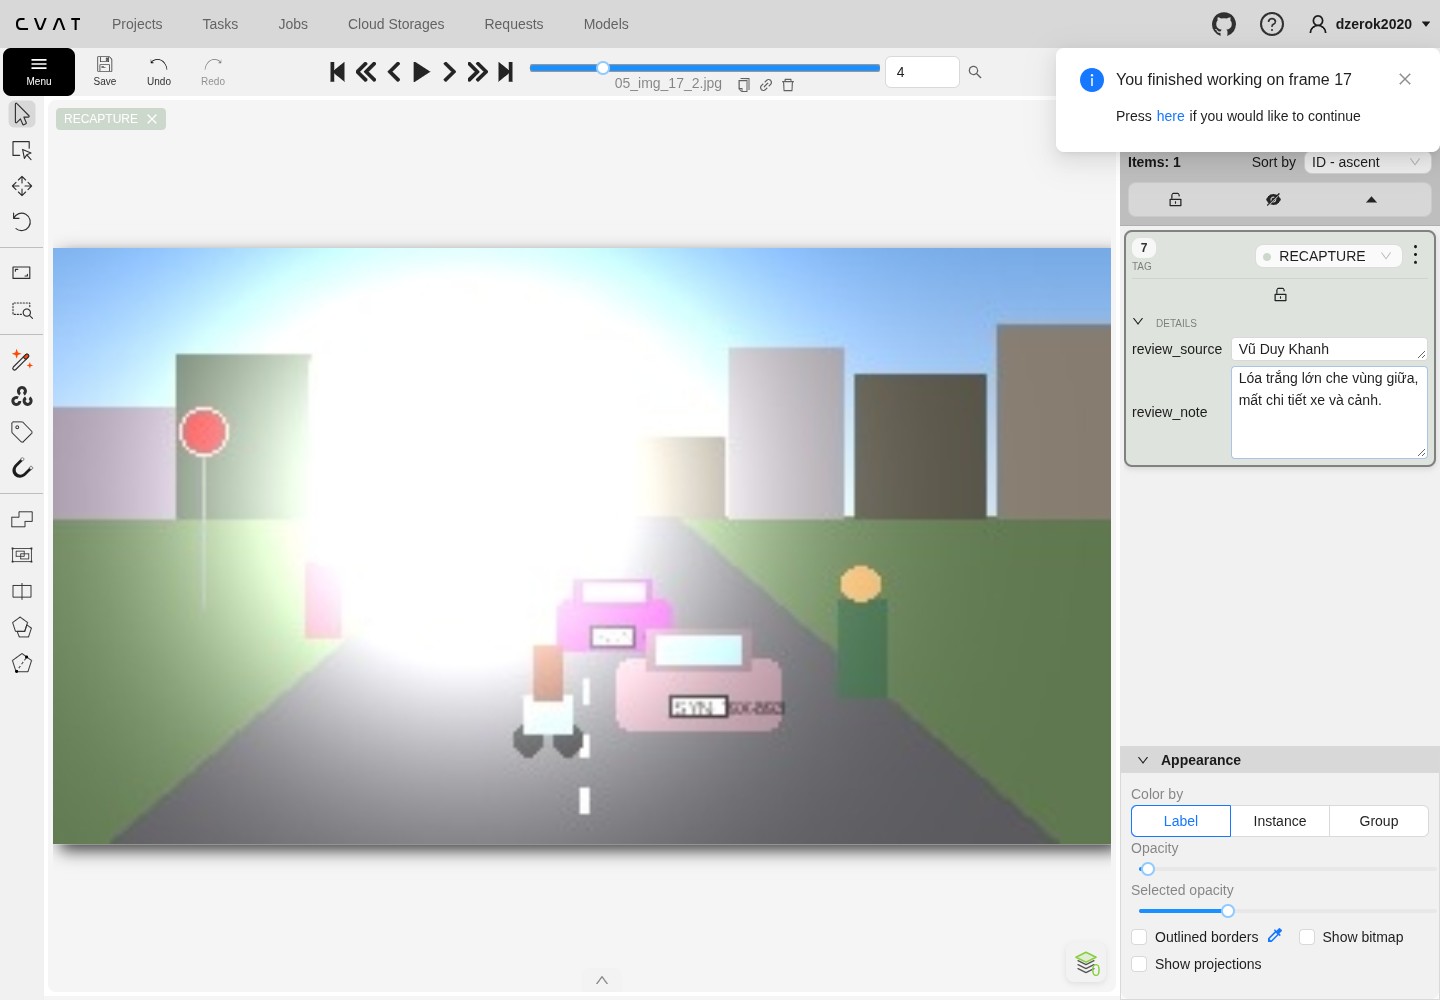 CVAT
Projects
Tasks
Jobs
Cloud Storages
Requests
Models
dzerok2020
Menu
Save
Undo
Redo
05_img_17_2.jpg
4
You finished working on frame 17
Press here if you would like to continue
RECAPTURE
Items: 1
Sort by
ID - ascent
7
TAG
RECAPTURE
DETAILS
review_source
Vũ Duy Khanh
review_note
Lóa trắng lớn che vùng giữa,
mất chi tiết xe và cảnh.
SYN
Appearance
Color by
Label
Instance
Group
Opacity
Selected opacity
Outlined borders
Show bitmap
Show projections
0